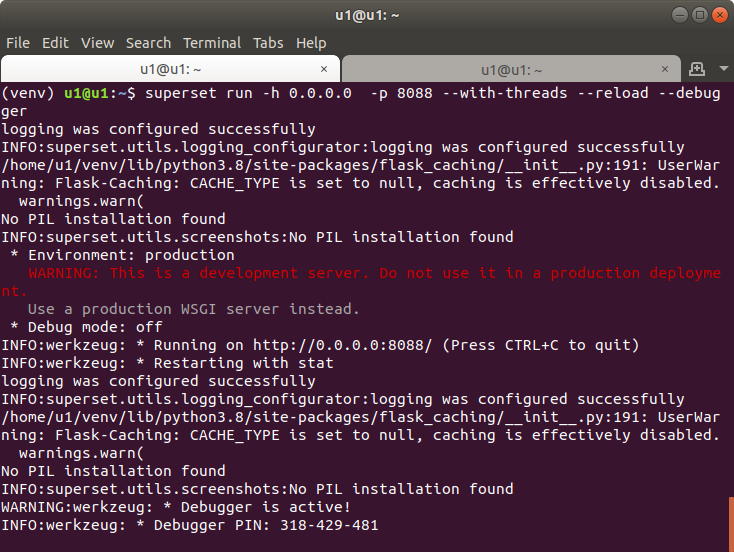 u1@u1: ~
File Edit View Search Terminal Tabs Help
u1@u1: ~ × u1@u1: ~ ×
(venv) u1@u1:~$ superset run -h 0.0.0.0  -p 8088 --with-threads --reload --debug
ger
logging was configured successfully
INFO:superset.utils.logging_configurator:logging was configured successfully
/home/u1/venv/lib/python3.8/site-packages/flask_caching/__init__.py:191: UserWar
ning: Flask-Caching: CACHE_TYPE is set to null, caching is effectively disabled.
  warnings.warn(
No PIL installation found
INFO:superset.utils.screenshots:No PIL installation found
 * Environment: production
   WARNING: This is a development server. Do not use it in a production deployme
nt.
   Use a production WSGI server instead.
 * Debug mode: off
INFO:werkzeug: * Running on http://0.0.0.0:8088/ (Press CTRL+C to quit)
INFO:werkzeug: * Restarting with stat
logging was configured successfully
INFO:superset.utils.logging_configurator:logging was configured successfully
/home/u1/venv/lib/python3.8/site-packages/flask_caching/__init__.py:191: UserWar
ning: Flask-Caching: CACHE_TYPE is set to null, caching is effectively disabled.
  warnings.warn(
No PIL installation found
INFO:superset.utils.screenshots:No PIL installation found
WARNING:werkzeug: * Debugger is active!
INFO:werkzeug: * Debugger PIN: 318-429-481